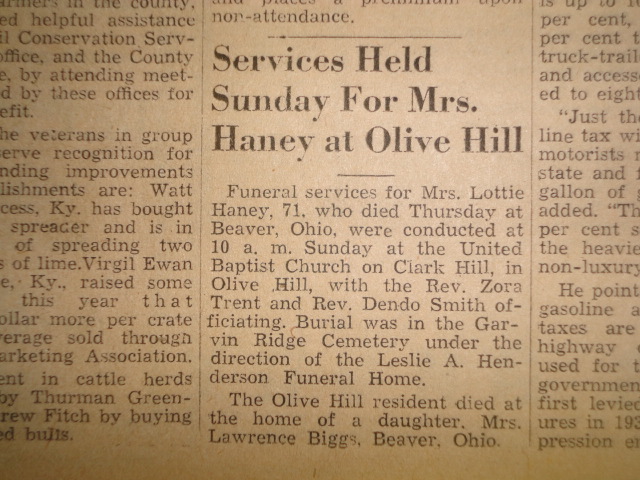 armers in the county,
ed helpful assistance
il Conservation Serv-
office, and the County
e, by attending meet-
d by these offices for
efit.
he veterans in group
serve recognition for
nding improvements
lishments are: Watt
cess, Ky. has bought
spreader and is in
of spreading two
s of lime.Virgil Ewan
e, Ky., raised some
this year that
ollar more per crate
verage sold through
arketing Association.
ent in cattle herds
by Thurman Green-
rew Fitch by buying
ed bulls.
and places a premium upon
non-attendance.
Services Held
Sunday For Mrs.
Haney at Olive Hill
Funeral services for Mrs. Lottie
Haney, 71, who died Thursday at
Beaver, Ohio, were conducted at
10 a. m. Sunday at the United
Baptist Church on Clark Hill, in
Olive Hill, with the Rev. Zora
Trent and Rev. Dendo Smith of-
ficiating. Burial was in the Gar-
vin Ridge Cemetery under the
direction of the Leslie A. Hen-
derson Funeral Home.
The Olive Hill resident died at
the home of a daughter, Mrs.
Lawrence Biggs, Beaver, Ohio.
is up to
per cent,
per cent t
truck-trail
and access
ed to eight
"Just the
line tax wi
motorists
state and f
gallon of g
added. "Th
per cent s
the heavie
non-luxury
He point
gasoline a
taxes are
highway
used for t
government
first levied
ures in 193
pression e